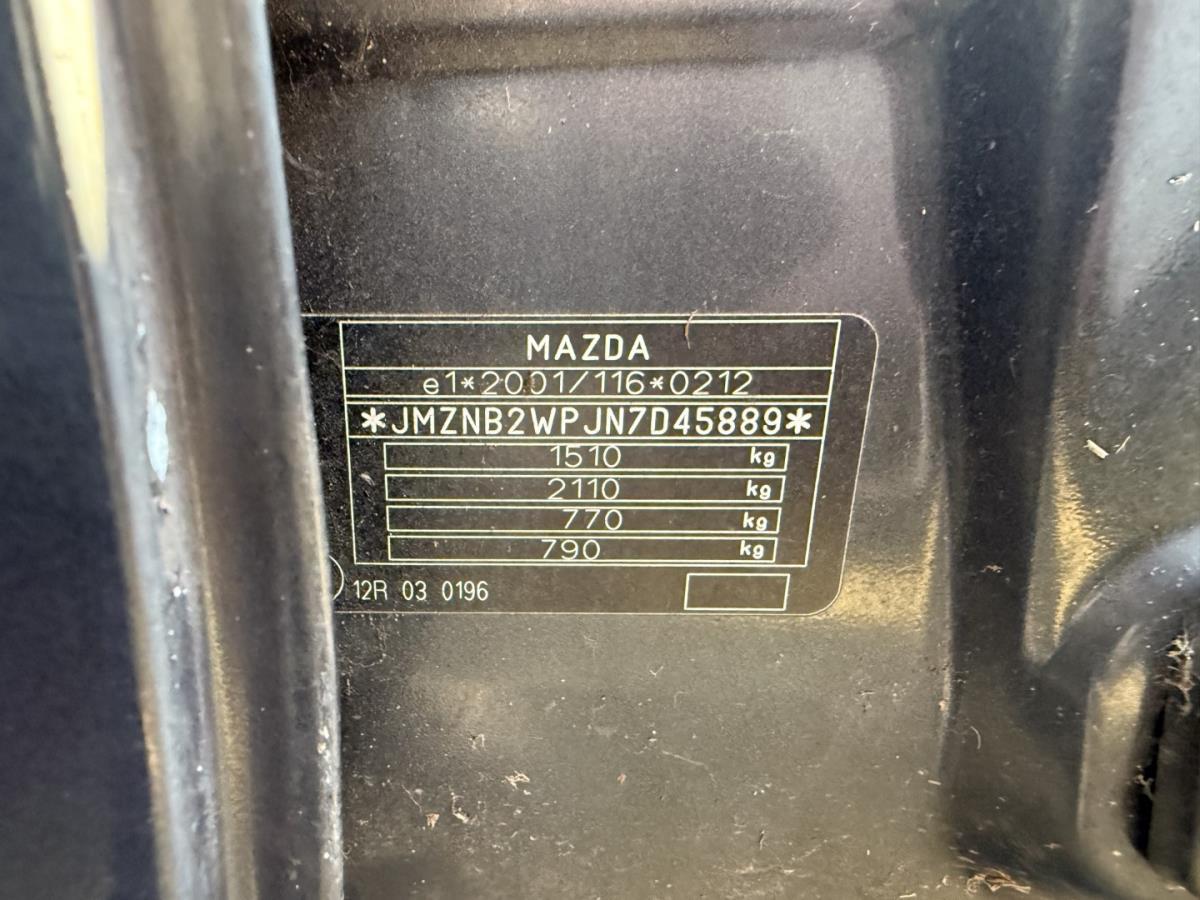 MAZDA
e1*2001/116*0212
*JMZNB2WPJN7D45889*
1510 kg
2110 kg
770 kg
790 kg
12R 03 0196